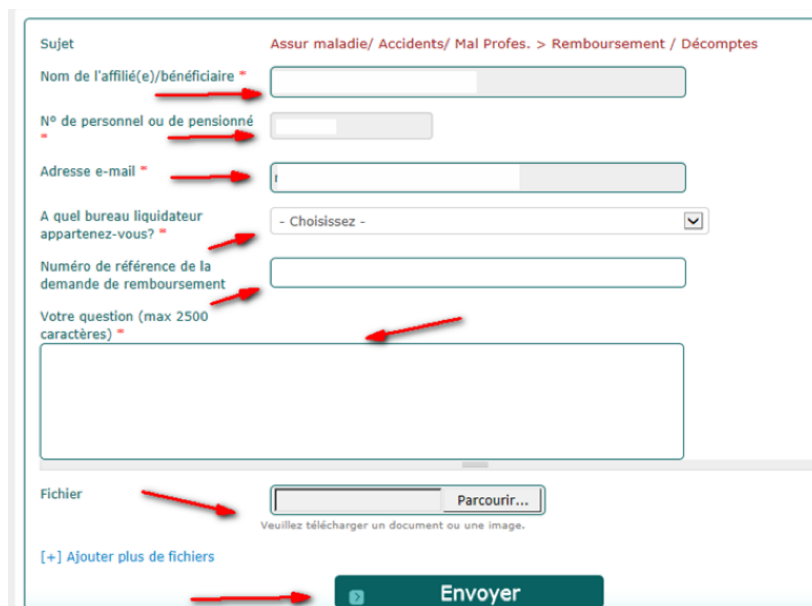 Sujet Assur maladie/ Accidents/ Mal Profes. > Remboursement / Décomptes
Nom de l'affilié(e)/bénéficiaire *
Nº de personnel ou de pensionné
*
Adresse e-mail *
A quel bureau liquidateur
appartenez-vous? *
- Choisissez -
Numéro de référence de la
demande de remboursement
Votre question (max 2500
caractères) *
Fichier Parcourir...
Veuillez télécharger un document ou une image.
[+] Ajouter plus de fichiers
Envoyer